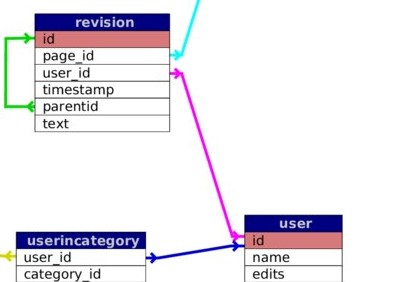 revision
id
page_id
user_id
timestamp
parentid
text
userincategory
user_id
category_id
user
id
name
edits